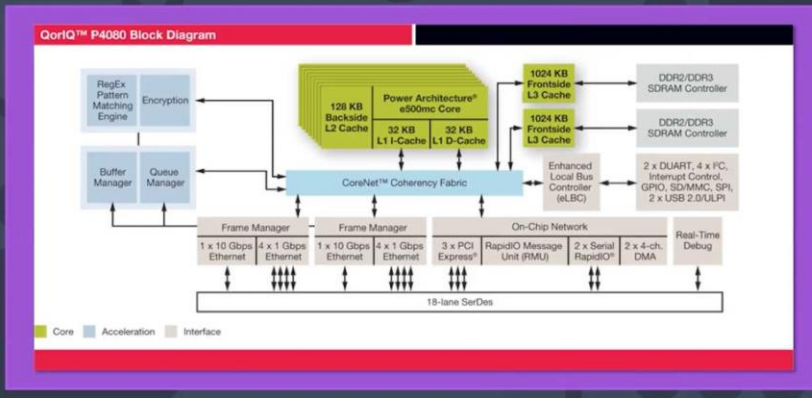 QorIQ™ P4080 Block Diagram
RegEx
Pattern
Matching
Engine
Encryption
128 KB
Backside
L2 Cache
Power Architecture®
e500mc Core
32 KB
L1 I-Cache
32 KB
L1 D-Cache
1024 KB
Frontside
L3 Cache
DDR2/DDR3
SDRAM Controller
1024 KB
Frontside
L3 Cache
DDR2/DDR3
SDRAM Controller
Buffer
Manager
Queue
Manager
CoreNet™ Coherency Fabric
Enhanced
Local Bus
Controller
(eLBC)
2 x DUART, 4 x I²C,
Interrupt Control,
GPIO, SD/MMC, SPI,
2 x USB 2.0/ULPI
Frame Manager
1 x 10 Gbps
Ethernet
4 x 1 Gbps
Ethernet
Frame Manager
1 x 10 Gbps
Ethernet
4 x 1 Gbps
Ethernet
On-Chip Network
3 x PCI
Express®
RapidIO Message
Unit (RMU)
2 x Serial
RapidIO®
2 x 4-ch.
DMA
Real-Time
Debug
18-lane SerDes
Core
Acceleration
Interface